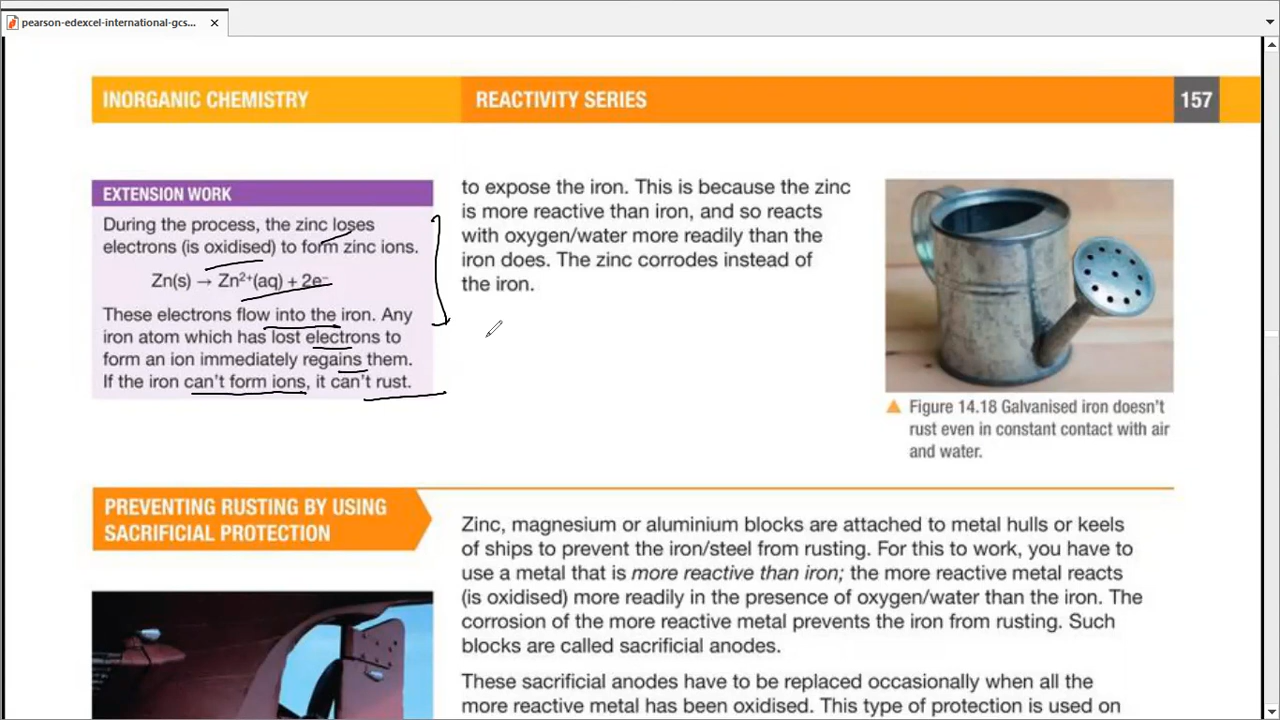 pearson-edexcel-international-gcs...
INORGANIC CHEMISTRY
REACTIVITY SERIES
157
EXTENSION WORK
During the process, the zinc loses
electrons (is oxidised) to form zinc ions.
Zn(s) → Zn²⁺(aq) + 2e⁻
These electrons flow into the iron. Any
iron atom which has lost electrons to
form an ion immediately regains them.
If the iron can't form ions, it can't rust.
to expose the iron. This is because the zinc
is more reactive than iron, and so reacts
with oxygen/water more readily than the
iron does. The zinc corrodes instead of
the iron.
Figure 14.18 Galvanised iron doesn't
rust even in constant contact with air
and water.
PREVENTING RUSTING BY USING
SACRIFICIAL PROTECTION
Zinc, magnesium or aluminium blocks are attached to metal hulls or keels
of ships to prevent the iron/steel from rusting. For this to work, you have to
use a metal that is more reactive than iron; the more reactive metal reacts
(is oxidised) more readily in the presence of oxygen/water than the iron. The
corrosion of the more reactive metal prevents the iron from rusting. Such
blocks are called sacrificial anodes.
These sacrificial anodes have to be replaced occasionally when all the
more reactive metal has been oxidised. This type of protection is used on